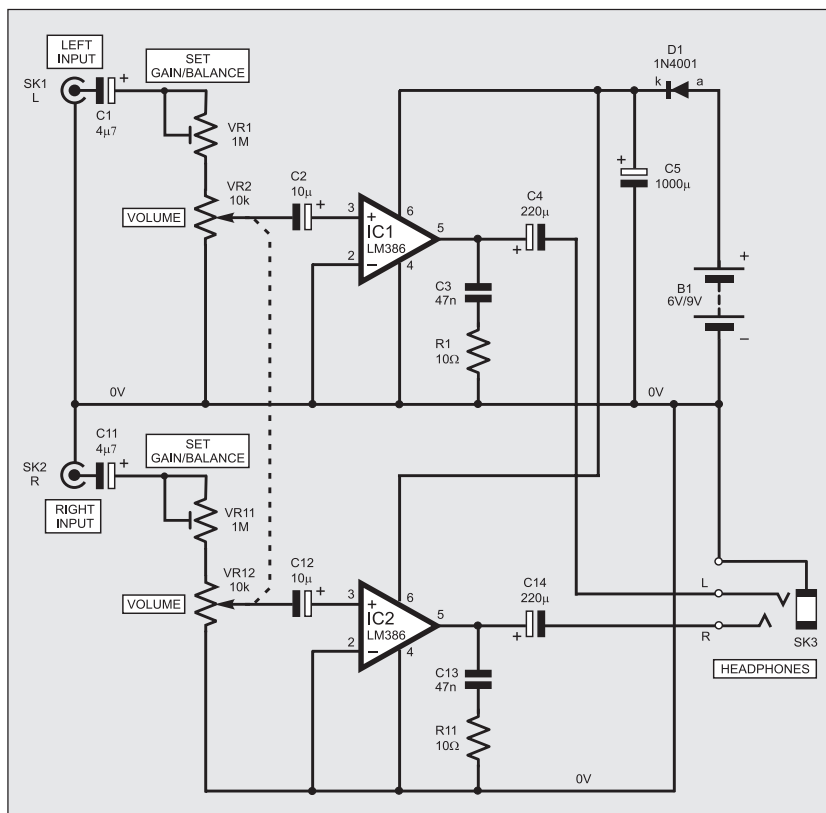 LEFT
INPUT
SK1
L
C1
4µ7
+
SET
GAIN/BALANCE
VR1
1M
VR2
10k
VOLUME
C2
10µ
+
3
+
IC1
LM386
2
−
6
4
5
C3
47n
R1
10Ω
C4
220µ
+
D1
1N4001
k
a
+
C5
1000µ
+
B1
6V/9V
−
0V
0V
SK2
R
C11
4µ7
+
RIGHT
INPUT
SET
GAIN/BALANCE
VR11
1M
VR12
10k
VOLUME
C12
10µ
+
3
+
IC2
LM386
2
−
6
4
5
C13
47n
R11
10Ω
C14
220µ
+
L
R
SK3
HEADPHONES
0V